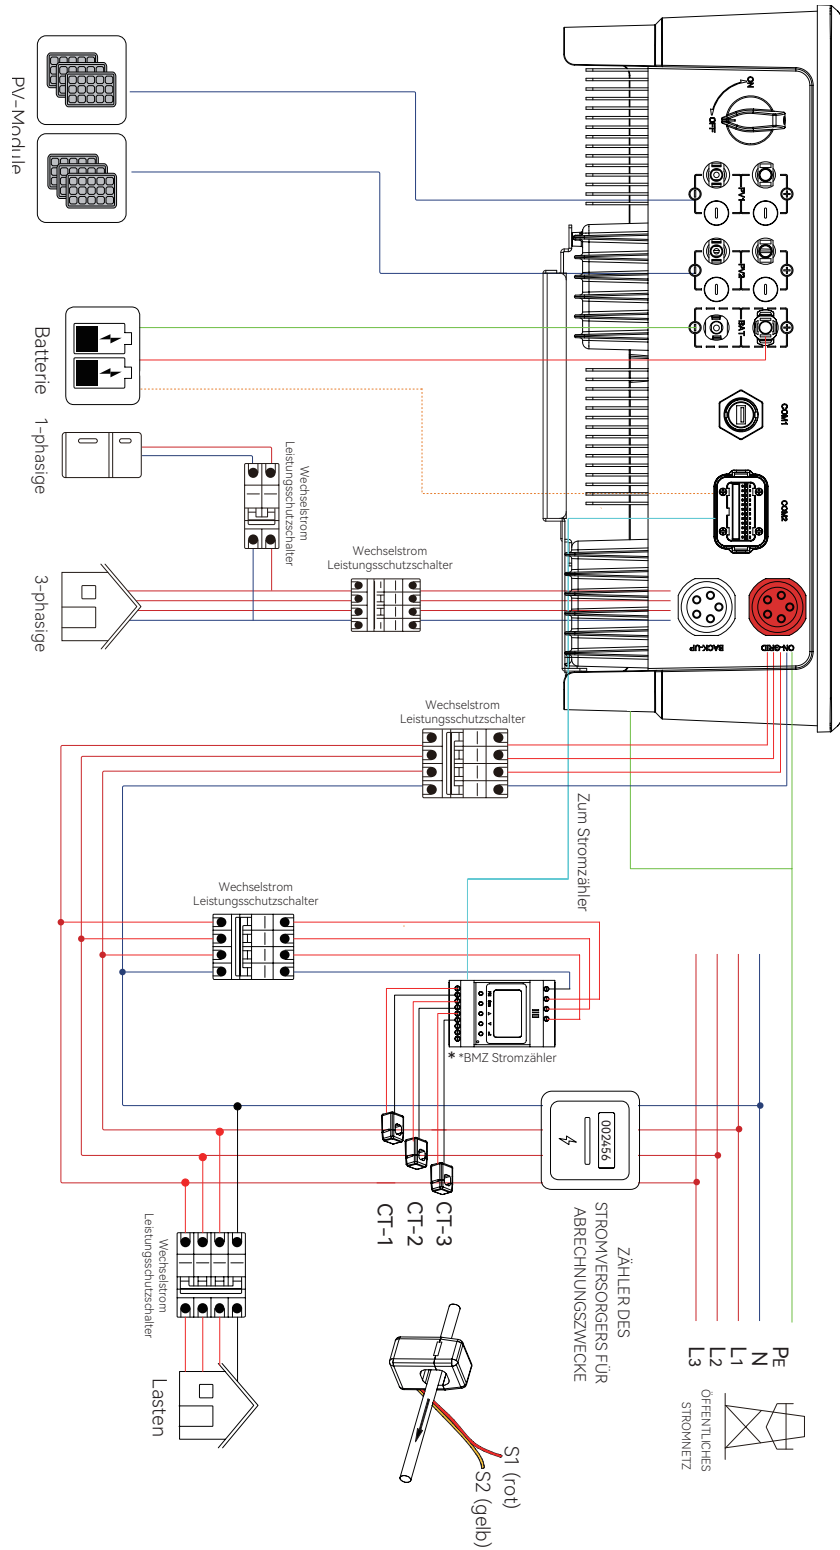 PV-Module
Batterie
1-phasige
3-phasige
ON
OFF
PV1
PV2
BAT
COM1
COM2
BACK-UP
ON-GRID
Wechselstrom
Leistungsschutzschalter
Wechselstrom
Leistungsschutzschalter
Wechselstrom
Leistungsschutzschalter
Zum Stromzähler
Wechselstrom
Leistungsschutzschalter
* *BMZ Stromzähler
002456
ZÄHLER DES
STROMVERSORGERS FÜR
ABRECHNUNGSZWECKE
CT-3
CT-2
CT-1
Wechselstrom
Leistungsschutzschalter
Lasten
S1 (rot)
S2 (gelb)
PE
N
L1
L2
L3
ÖFFENTLICHES
STROMNETZ